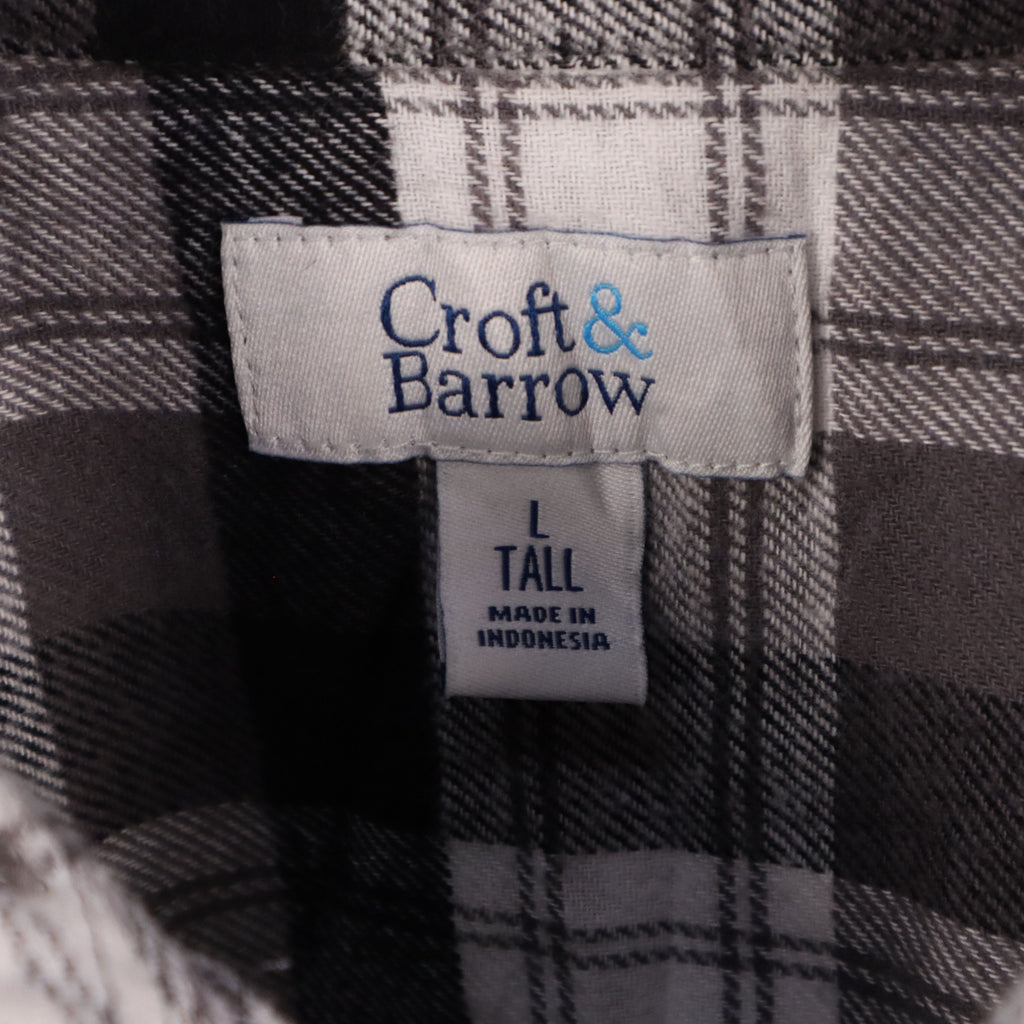 Croft &
Barrow
L
TALL
MADE IN
INDONESIA